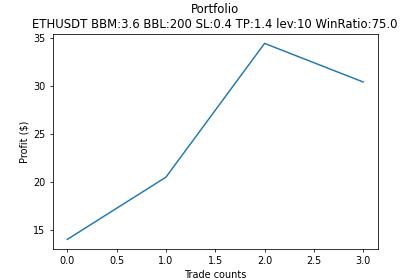 Portfolio
ETHUSDT BBM:3.6 BBL:200 SL:0.4 TP:1.4 lev:10 WinRatio:75.0
35
30
25
20
15
Profit ($)
0.0 0.5 1.0 1.5 2.0 2.5 3.0
Trade counts